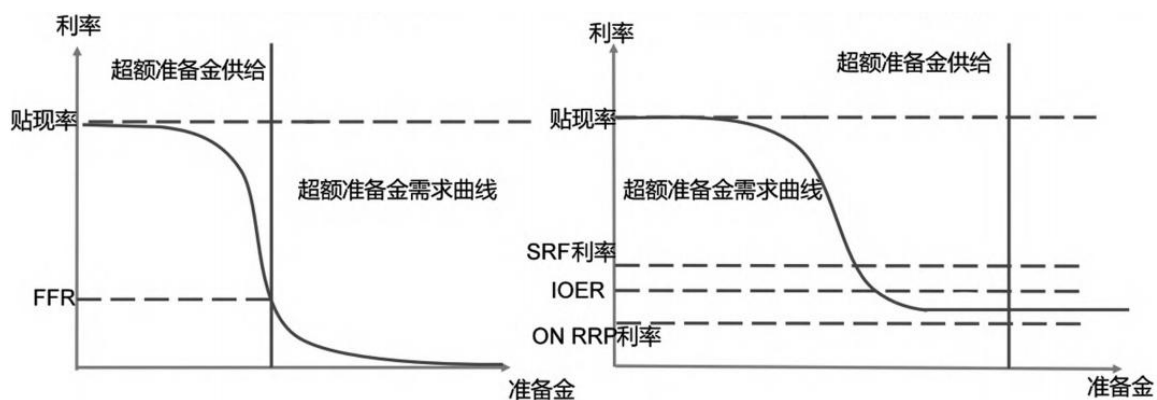 利率
超额准备金供给
贴现率
超额准备金需求曲线
FFR
准备金
利率
超额准备金供给
贴现率
超额准备金需求曲线
SRF利率
IOER
ON RRP利率
准备金